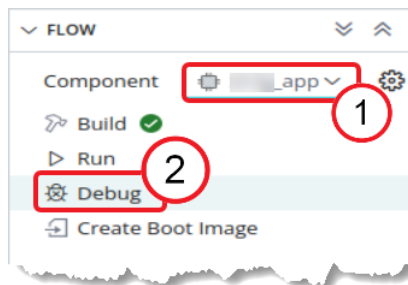 FLOW
Component _app
1
Build
2
Run
Debug
Create Boot Image